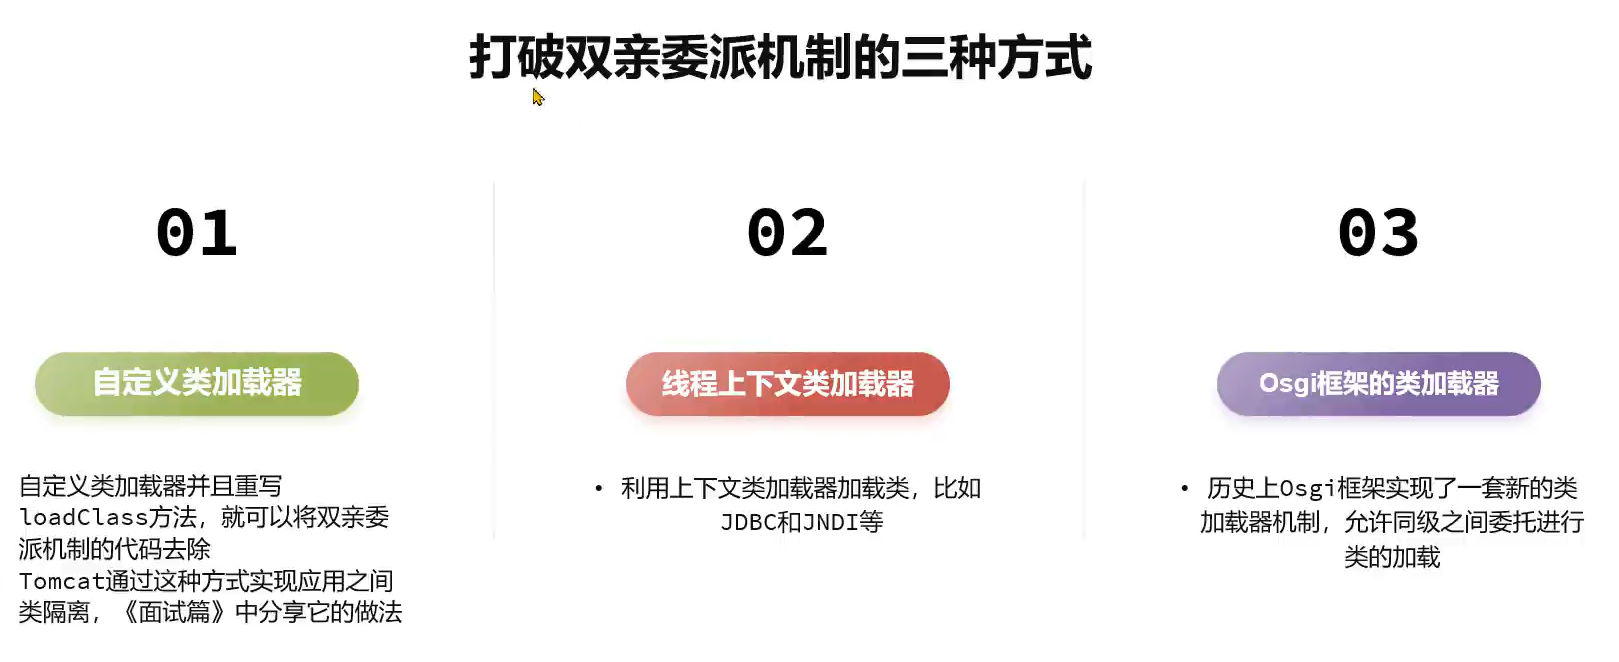 打破双亲委派机制的三种方式
01
自定义类加载器
自定义类加载器并且重写
loadClass方法，就可以将双亲委
派机制的代码去除
Tomcat通过这种方式实现应用之间
类隔离，《面试篇》中分享它的做法
02
线程上下文类加载器
• 利用上下文类加载器加载类，比如
JDBC和JNDI等
03
Osgi框架的类加载器
• 历史上Osgi框架实现了一套新的类
加载器机制，允许同级之间委托进行
类的加载